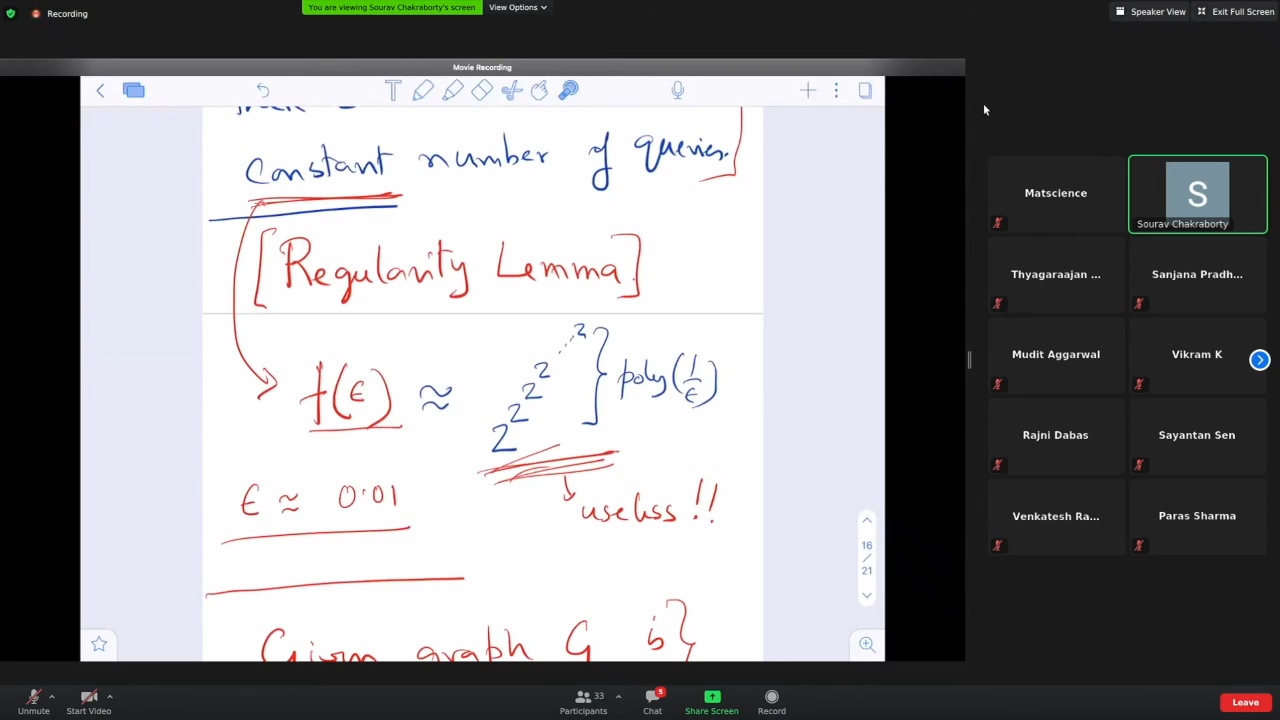 Recording
You are viewing Sourav Chakraborty's screen
View Options
Speaker View
Exit Full Screen
Movie Recording
Constant number of queries.
[Regularity Lemma]
f(ε) ≈ 2^2^2^2^⋰^2 } poly(1/ε)
ε ≈ 0.01
useless !!
Given graph G
16
/
21
Matscience
S
Sourav Chakraborty
Thyagaraajan ...
Sanjana Pradh...
Mudit Aggarwal
Vikram K
Rajni Dabas
Sayantan Sen
Venkatesh Ra...
Paras Sharma
Unmute
Start Video
33
Participants
5
Chat
Share Screen
Record
Leave